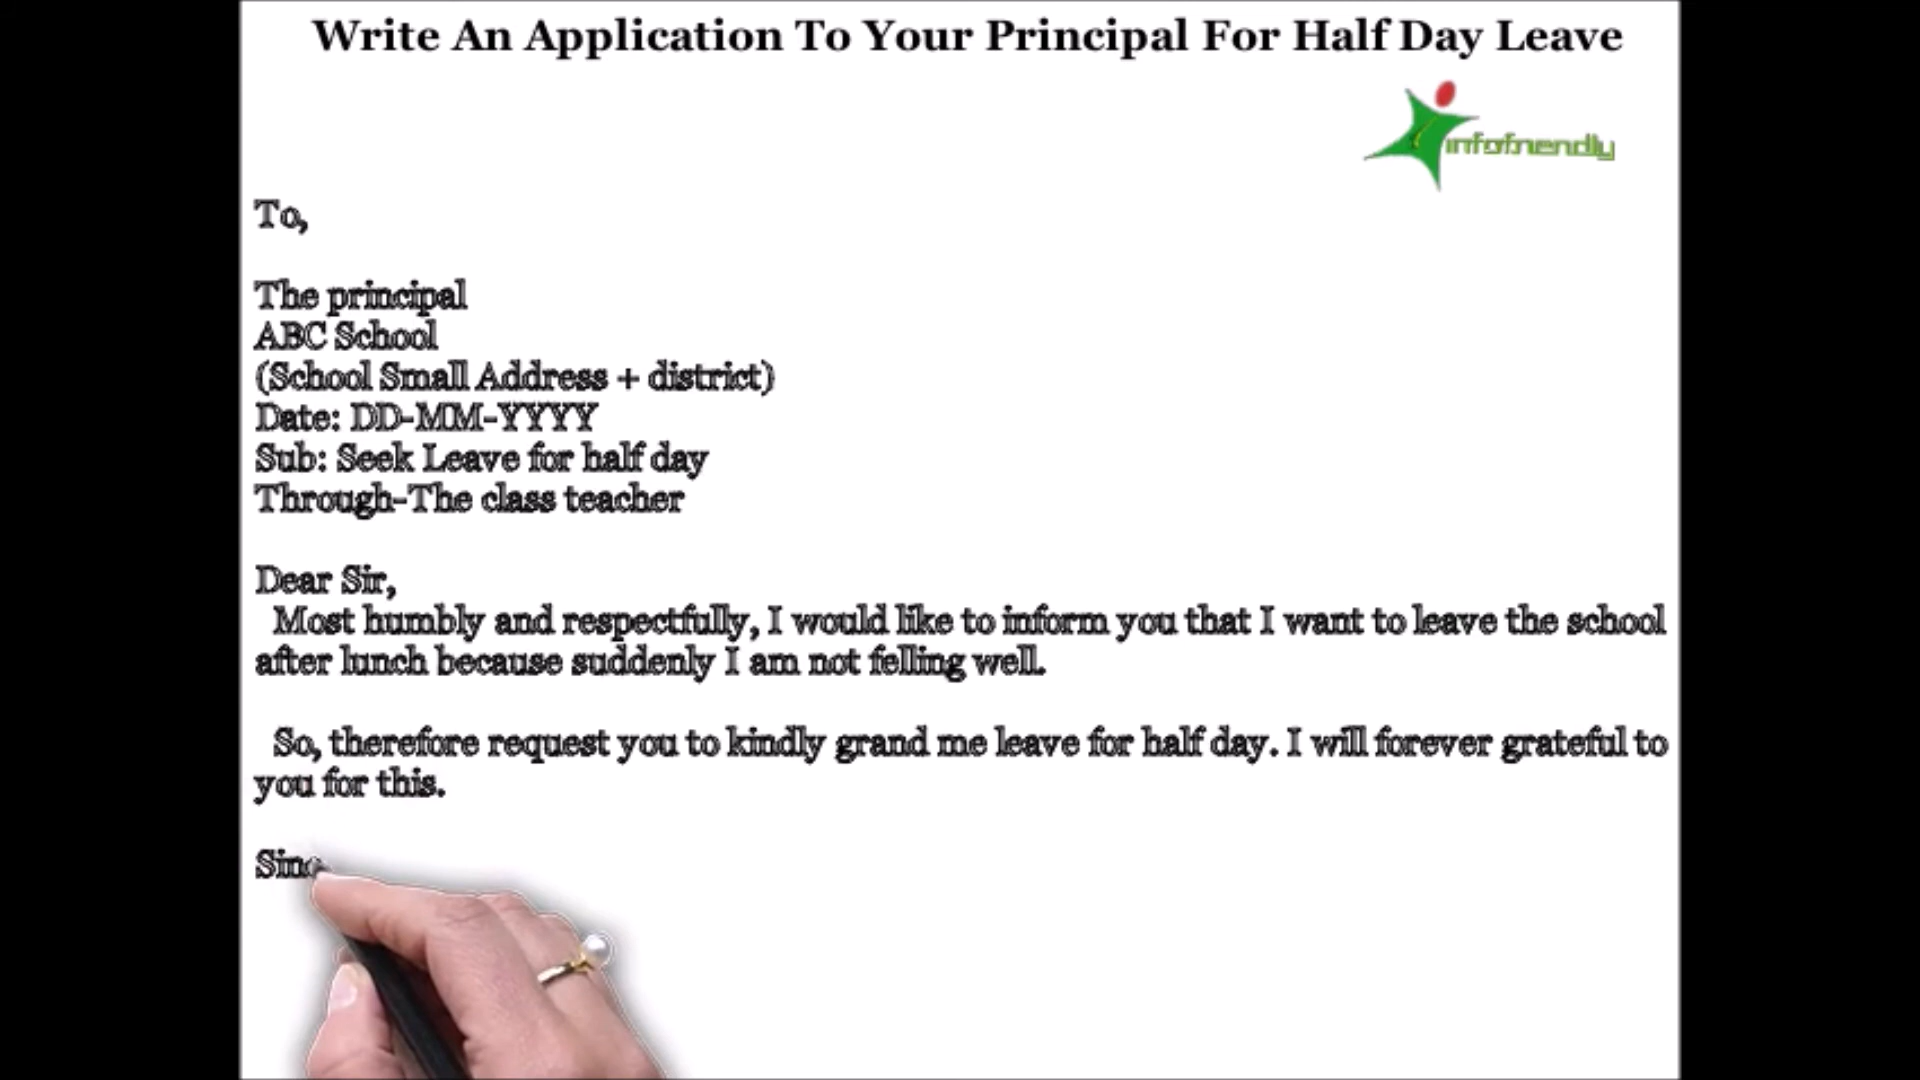 Write An Application To Your Principal For Half Day Leave
infofriendly
To,
The principal
ABC School
(School Small Address + district)
Date: DD-MM-YYYY
Sub: Seek Leave for half day
Through-The class teacher
Dear Sir,
Most humbly and respectfully, I would like to inform you that I want to leave the school
after lunch because suddenly I am not felling well.
So, therefore request you to kindly grand me leave for half day. I will forever grateful to
you for this.
Sinc